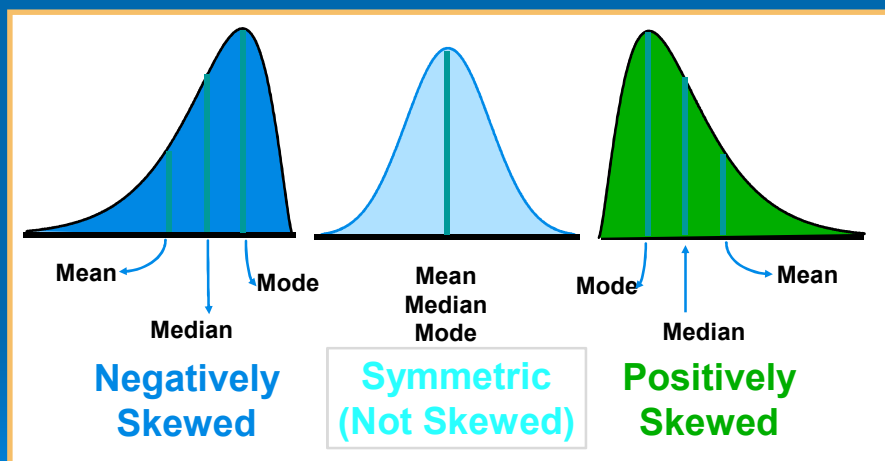 Mean
Mode
Median
Negatively
Skewed
Mean
Median
Mode
Symmetric
(Not Skewed)
Mode
Mean
Median
Positively
Skewed